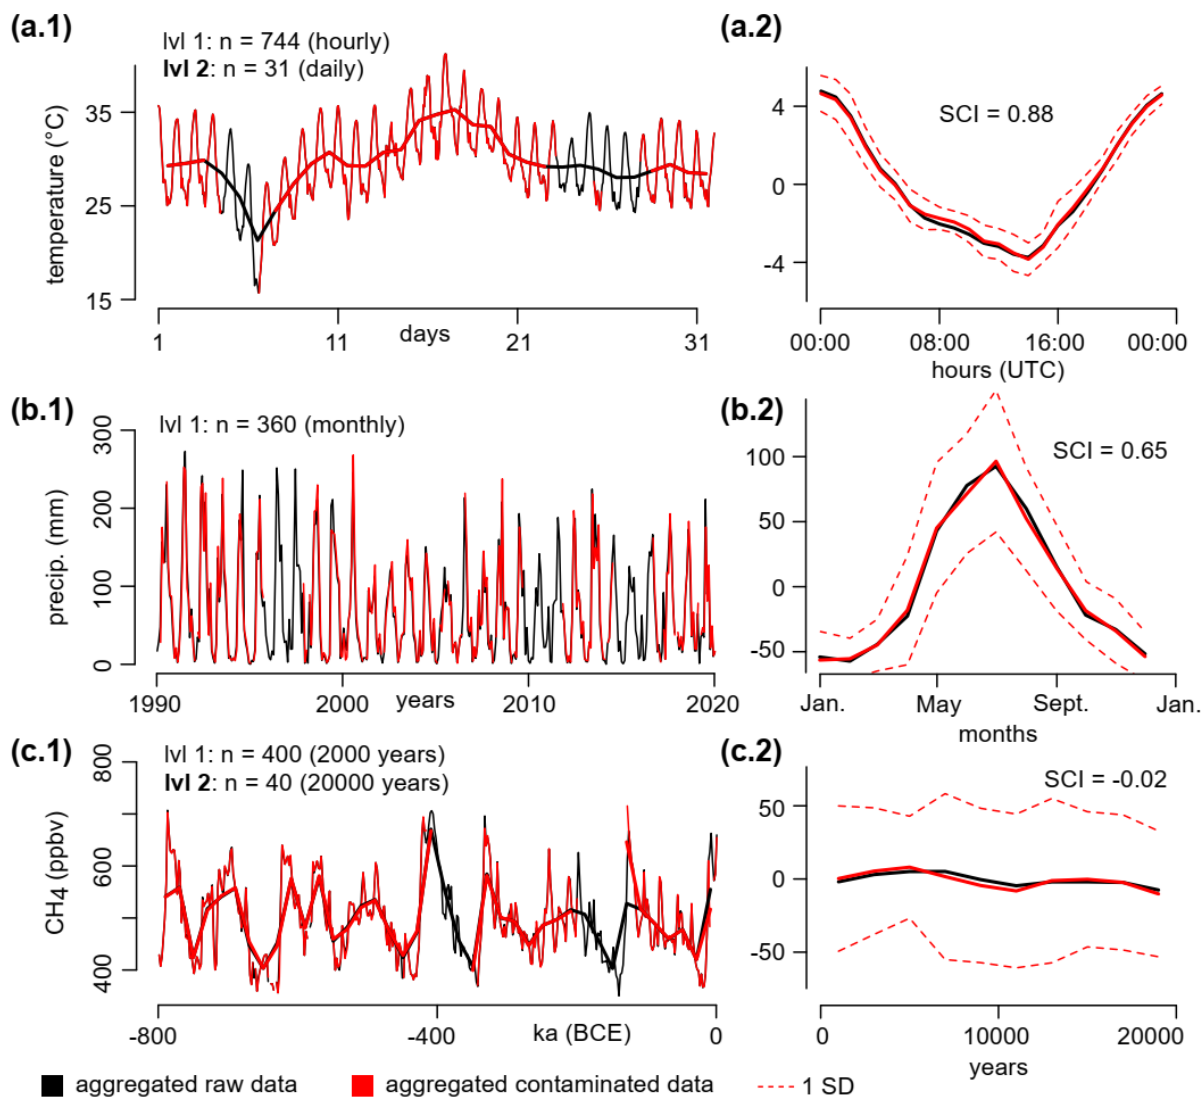 (a.1)
lvl 1: n = 744 (hourly)
lvl 2: n = 31 (daily)
temperature (°C)
35
25
15
1
11
days
21
31
(a.2)
SCI = 0.88
4
0
-4
00:00
08:00
16:00
00:00
hours (UTC)
(b.1)
lvl 1: n = 360 (monthly)
precip. (mm)
300
200
100
0
1990
2000
years
2010
2020
(b.2)
SCI = 0.65
100
50
0
-50
Jan.
May
Sept.
Jan.
months
(c.1)
lvl 1: n = 400 (2000 years)
lvl 2: n = 40 (20000 years)
CH4 (ppbv)
800
600
400
-800
-400
ka (BCE)
0
(c.2)
SCI = -0.02
50
0
-50
0
10000
20000
years
aggregated raw data
aggregated contaminated data
1 SD